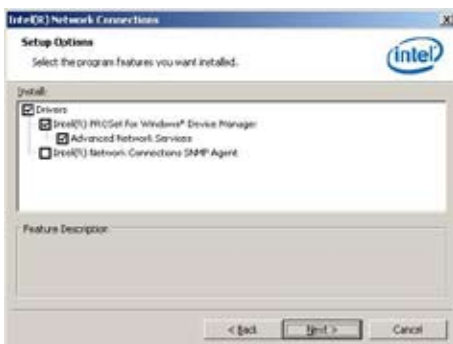 Intel(R) Network Connections
Setup Options
Select the program features you want installed.
intel
Install:
Drivers
Intel(R) PROSet for Windows* Device Manager
Advanced Network Services
Intel(R) Network Connections SNMP Agent
Feature Description
< Back
Next >
Cancel